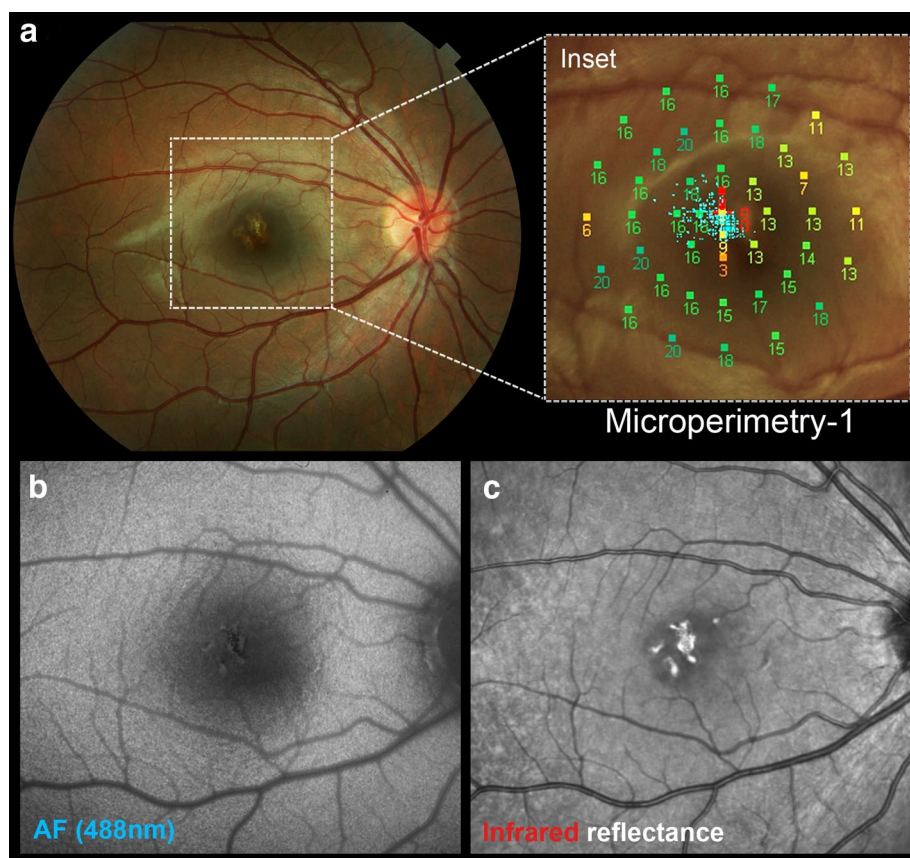 a
Inset
16 16 17
16 16 18 11
20
16 18 13 13
16 16 16 13 7
6 16 16 13 13 11
20 16 9 13 14 13
20 16 3 15
16 16 15 17 18
20 18 15
Microperimetry-1
b
c
AF (488nm)
Infrared reflectance